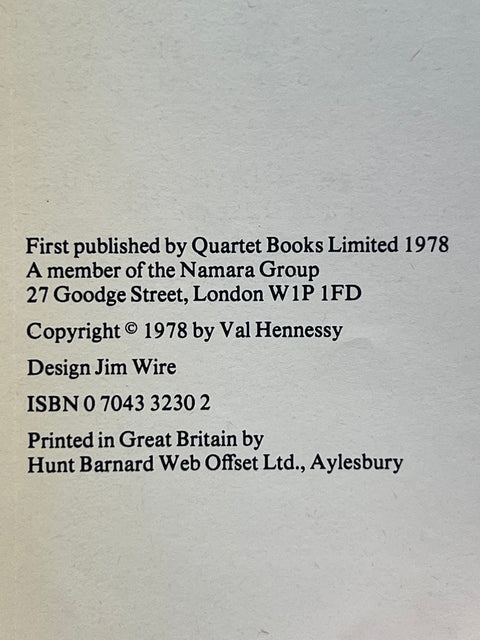 First published by Quartet Books Limited 1978
A member of the Namara Group
27 Goodge Street, London W1P 1FD
Copyright © 1978 by Val Hennessy
Design Jim Wire
ISBN 0 7043 3230 2
Printed in Great Britain by
Hunt Barnard Web Offset Ltd., Aylesbury